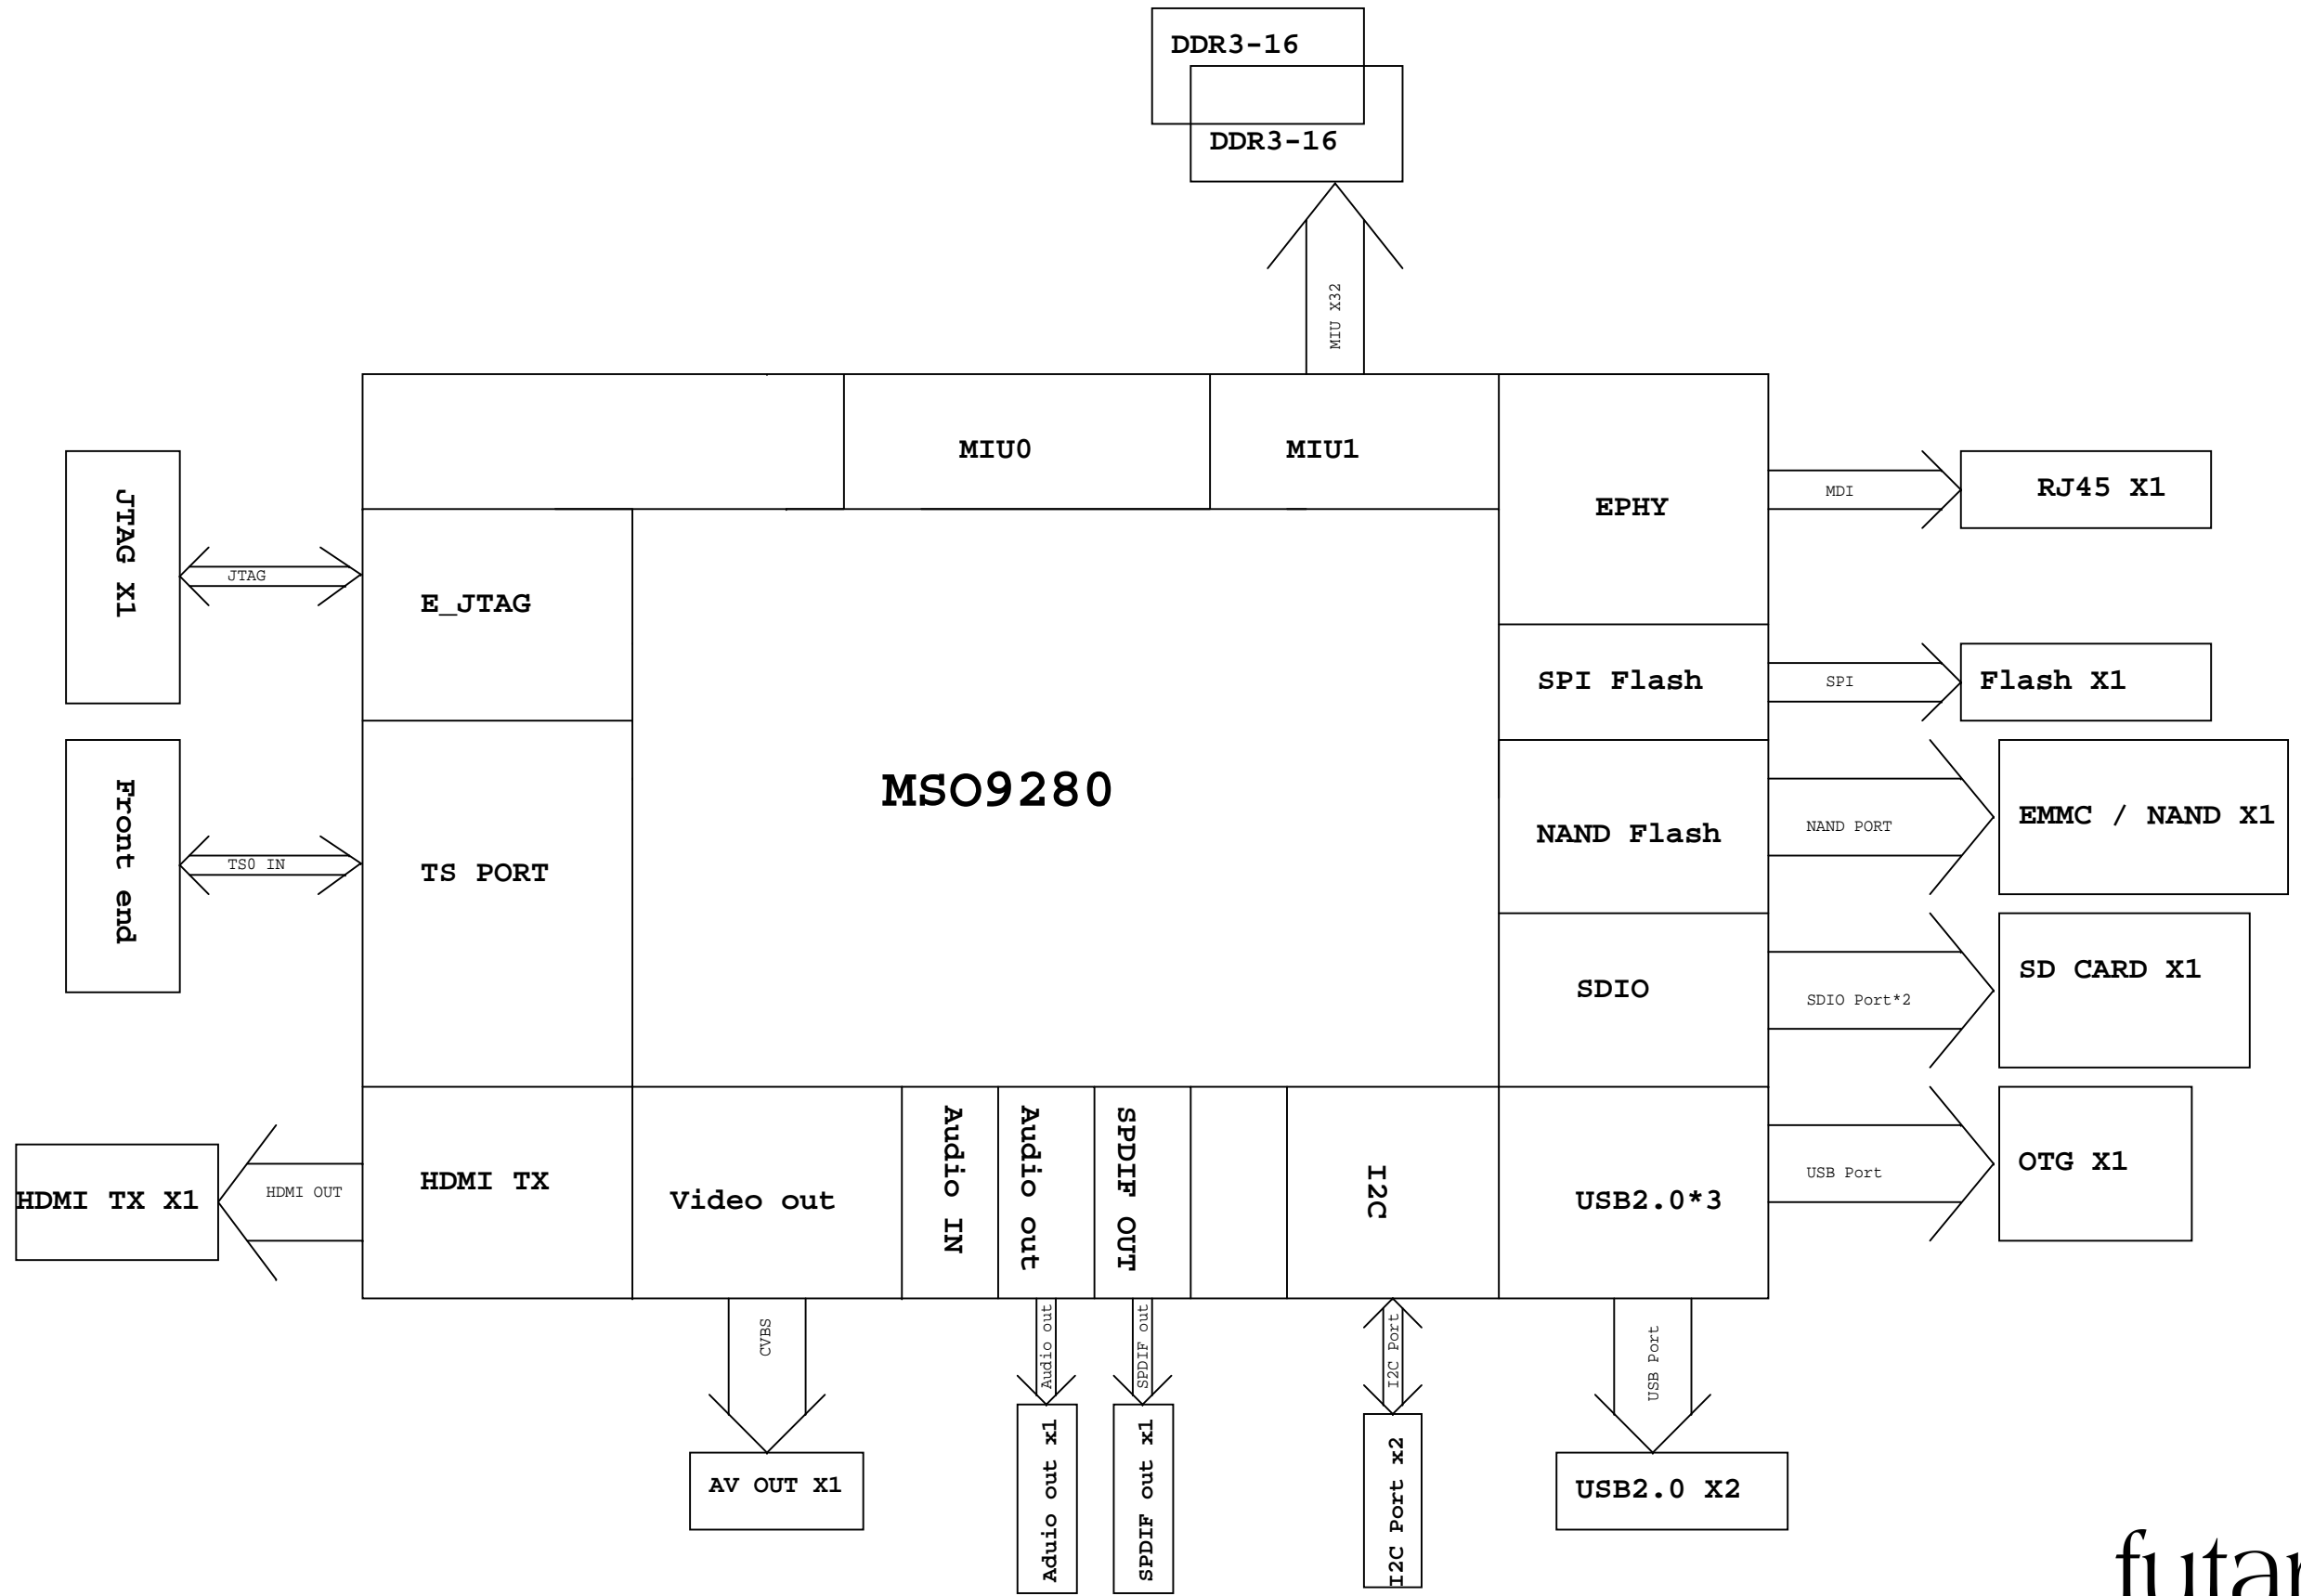 DDR3-16
DDR3-16
MIU X32
MIU0
MIU1
EPHY
MDI
RJ45 X1
JTAG X1
JTAG
E_JTAG
SPI Flash
SPI
Flash X1
MSO9280
NAND Flash
NAND PORT
EMMC / NAND X1
Front end
TS0 IN
TS PORT
SDIO
SDIO Port*2
SD CARD X1
HDMI TX X1
HDMI OUT
HDMI TX
Video out
Audio IN
Audio out
SPDIF OUT
I2C
USB2.0*3
USB Port
OTG X1
CVBS
Audio out
SPDIF out
I2C Port
USB Port
AV OUT X1
Aduio out x1
SPDIF out x1
I2C Port x2
USB2.0 X2